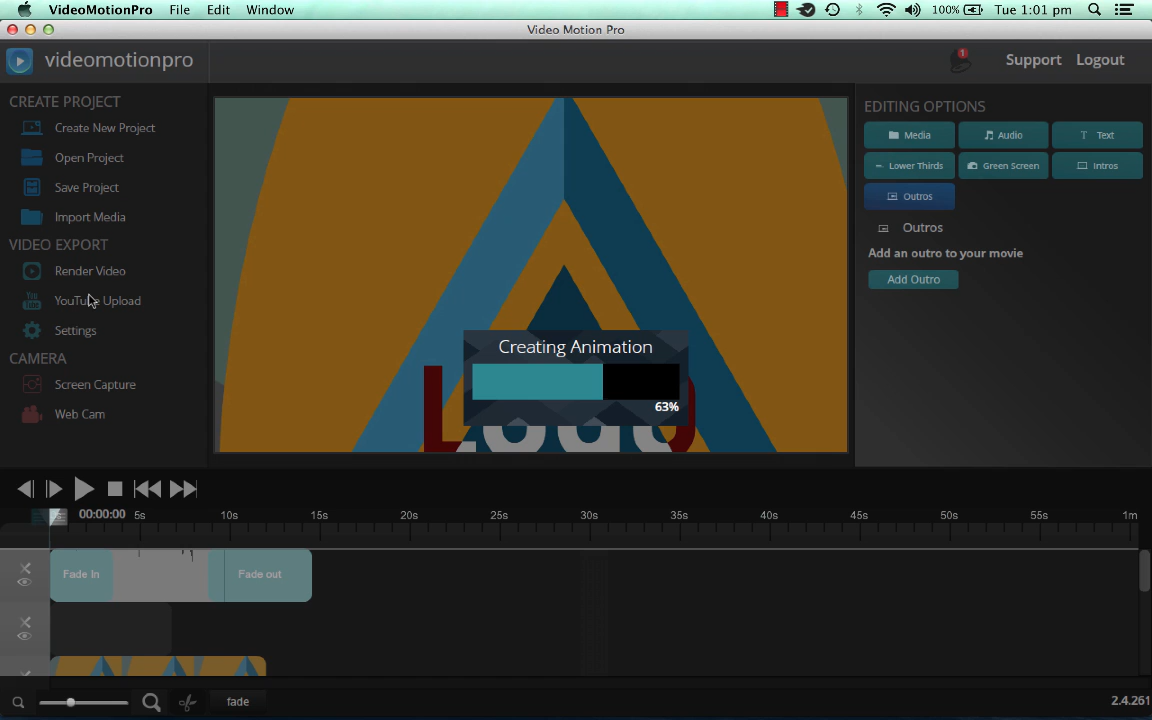 VideoMotionPro File Edit Window 100% Tue 1:01 pm
Video Motion Pro
videomotionpro
1 Support Logout
CREATE PROJECT
Create New Project
Open Project
Save Project
Import Media
VIDEO EXPORT
Render Video
YouTube Upload
Settings
CAMERA
Screen Capture
Web Cam
Creating Animation
63%
LOGO
EDITING OPTIONS
Media Audio Text
Lower Thirds Green Screen Intros
Outros
Outros
Add an outro to your movie
Add Outro
00:00:00 5s 10s 15s 20s 25s 30s 35s 40s 45s 50s 55s 1m
Fade In Fade out
fade 2.4.261